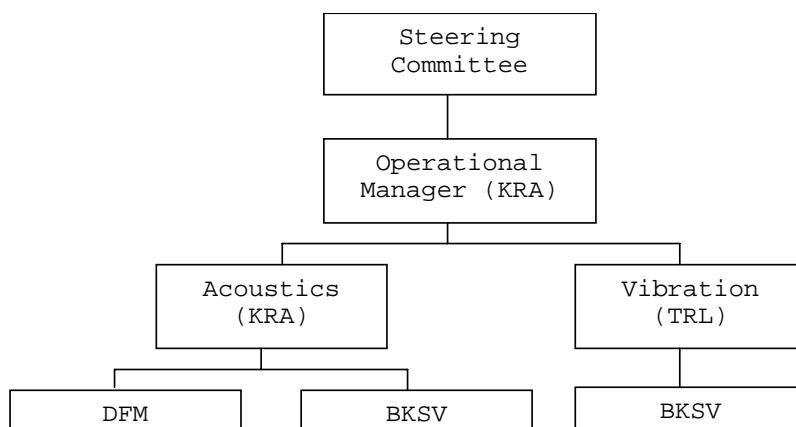 Steering
Committee
Operational
Manager (KRA)
Acoustics
(KRA)
Vibration
(TRL)
DFM
BKSV
BKSV